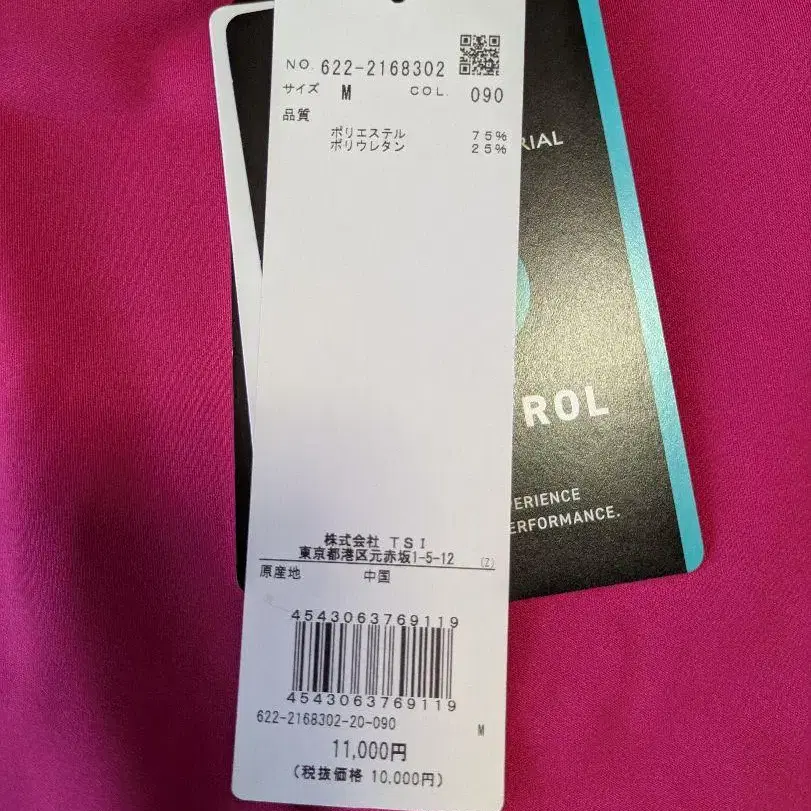 NO. 622-2168302
サイズ M COL. 090
品質
ポリエステル 75%
ポリウレタン 25%
株式会社 TSI
東京都港区元赤坂1-5-12 (Z)
原産地 中国
4543063769119
4543063769119
622-2168302-20-090 M
11,000円
(税抜価格 10,000円)
RIAL
ROL
PERIENCE
ERFORMANCE.